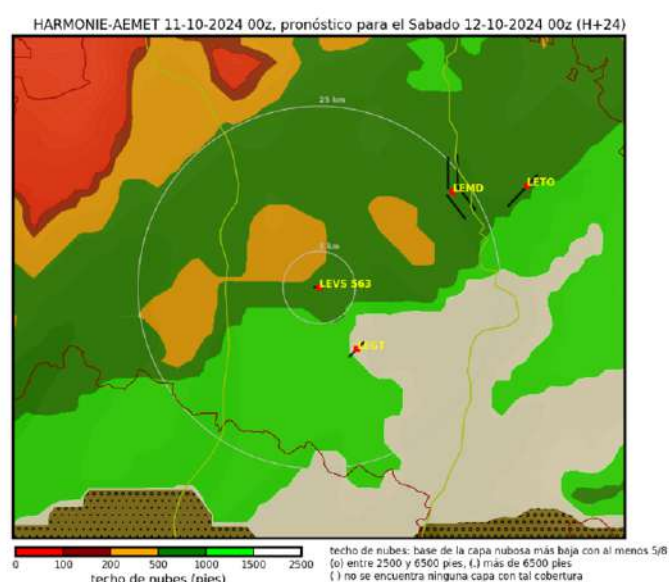 HARMONIE-AEMET 11-10-2024 00z, pronóstico para el Sabado 12-10-2024 00z (H+24)
25 km
LEMD
LETO
5 km
LEVS 563
LEGT
0 100 200 500 1000 1500 2500
techo de nubes (pies)
techo de nubes: base de la capa nubosa más baja con al menos 5/8
(o) entre 2500 y 6500 pies, (.) más de 6500 pies
( ) no se encuentra ninguna capa con tal cobertura